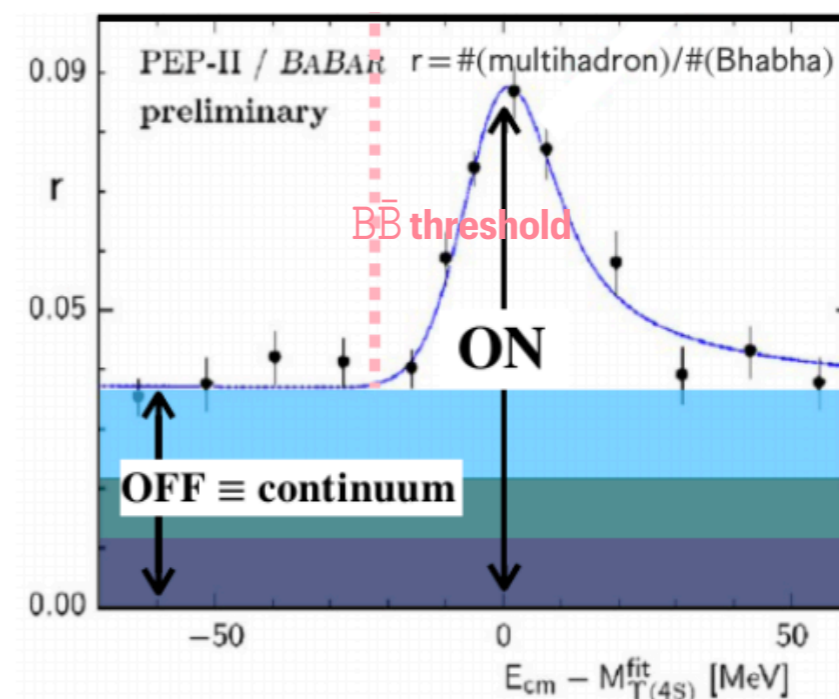 PEP-II / BABAR r=#(multihadron)/#(Bhabha)
preliminary
0.09
r
BB̄ threshold
0.05
ON
OFF ≡ continuum
0.00
−50 0 50
E_cm − M^fit_Υ(4S) [MeV]